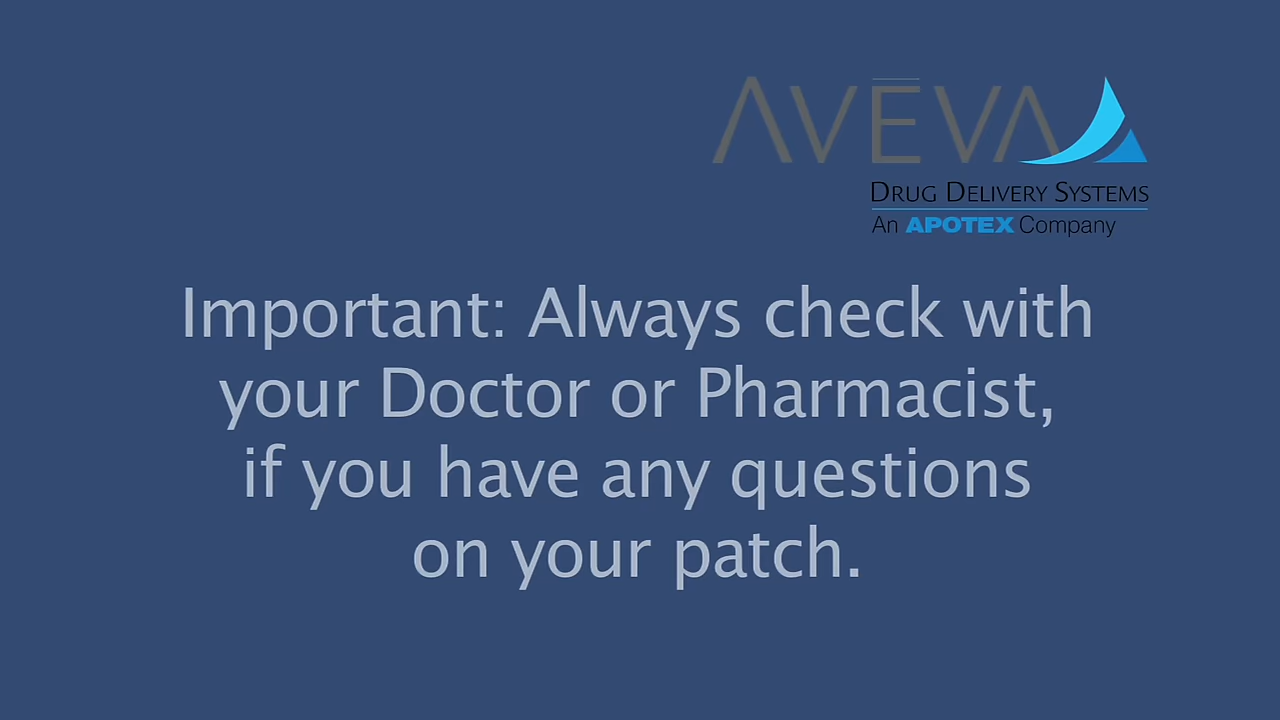 AVĒVA
DRUG DELIVERY SYSTEMS
An APOTEX Company
Important: Always check with
your Doctor or Pharmacist,
if you have any questions
on your patch.